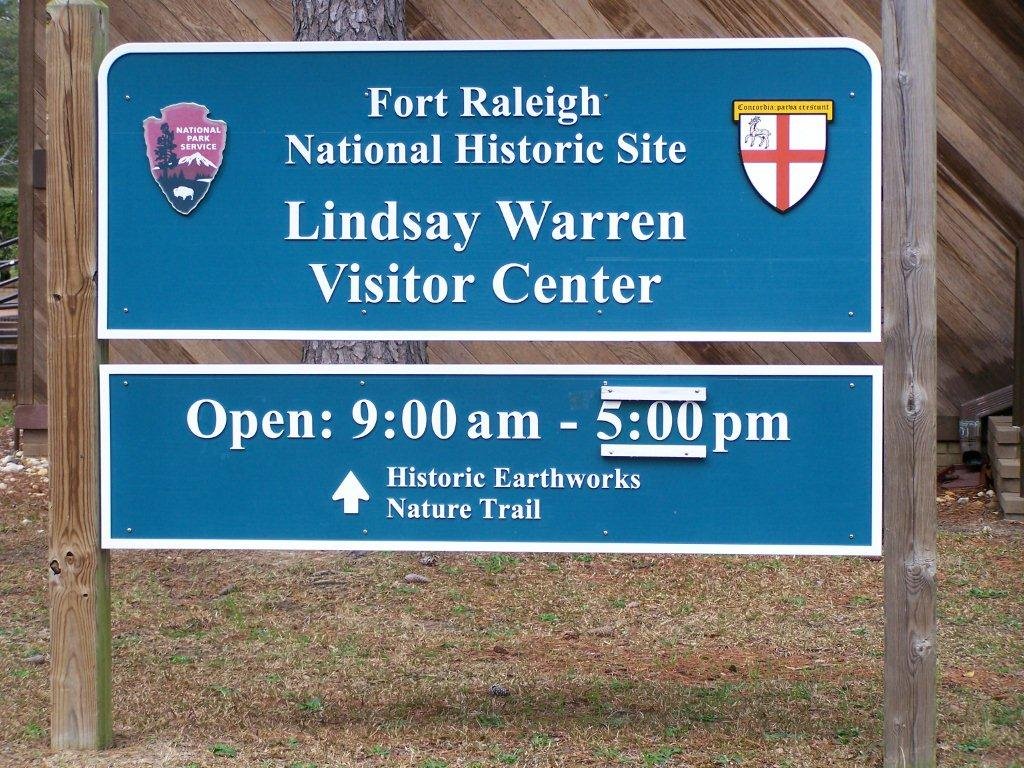 Fort Raleigh
National Historic Site
Lindsay Warren
Visitor Center
NATIONAL
PARK
SERVICE
Concordia: parva crescunt
Open: 9:00 am - 5:00 pm
Historic Earthworks
Nature Trail